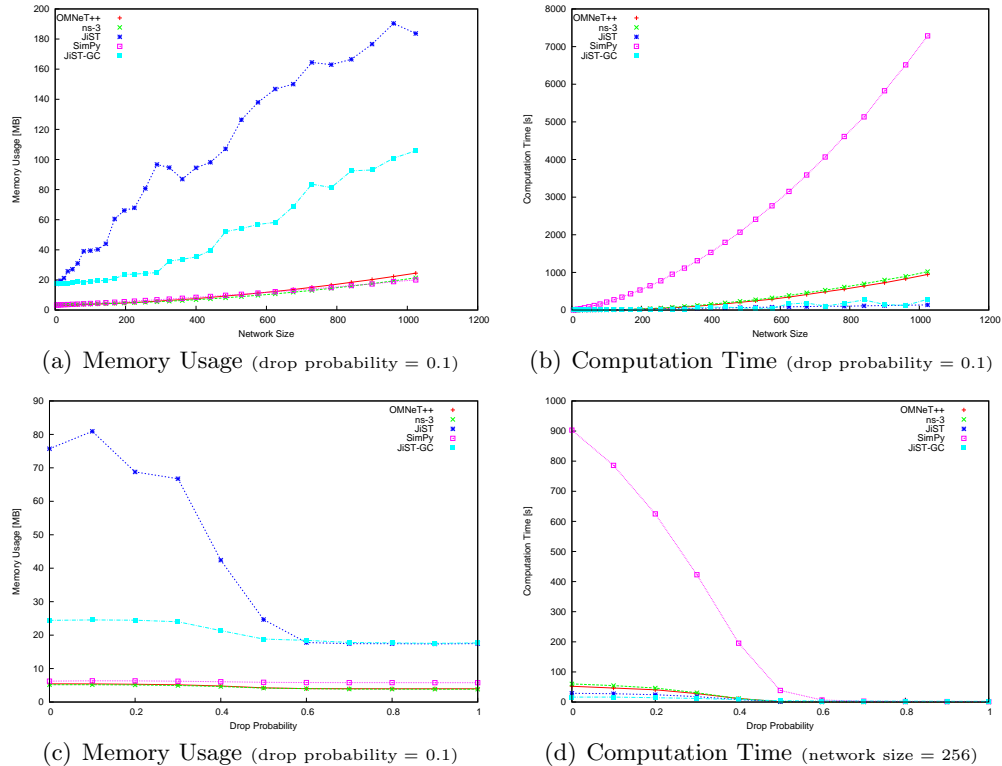 200
180
160
140
120
100
80
60
40
20
0
0 200 400 600 800 1000 1200
Memory Usage [MB]
Network Size
OMNeT++
ns-3
JiST
SimPy
JiST-GC
(a) Memory Usage (drop probability = 0.1)
8000
7000
6000
5000
4000
3000
2000
1000
0
0 200 400 600 800 1000 1200
Computation Time [s]
Network Size
OMNeT++
ns-3
JiST
SimPy
JiST-GC
(b) Computation Time (drop probability = 0.1)
90
80
70
60
50
40
30
20
10
0
0 0.2 0.4 0.6 0.8 1
Memory Usage [MB]
Drop Probability
OMNeT++
ns-3
JiST
SimPy
JiST-GC
(c) Memory Usage (drop probability = 0.1)
1000
900
800
700
600
500
400
300
200
100
0
0 0.2 0.4 0.6 0.8 1
Computation Time [s]
Drop Probability
OMNeT++
ns-3
JiST
SimPy
JiST-GC
(d) Computation Time (network size = 256)